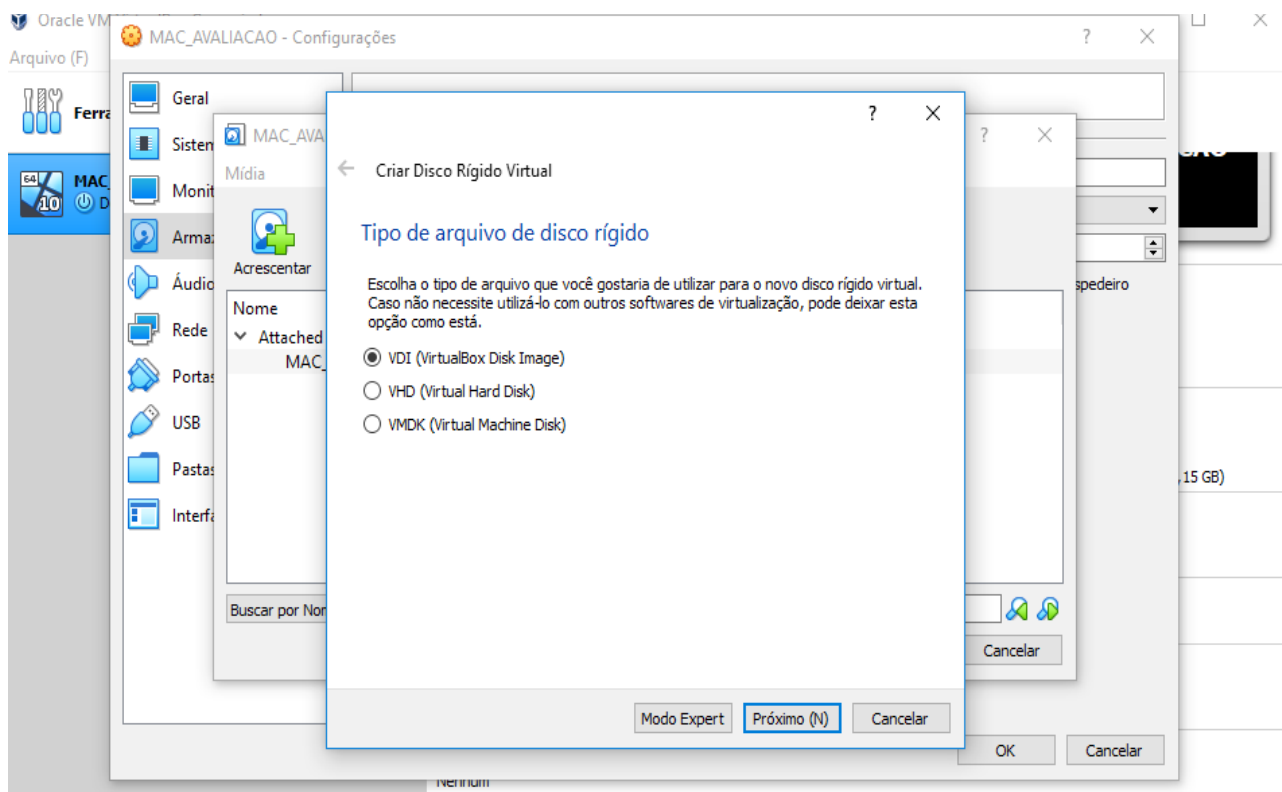 Oracle VM
MAC_AVALIACAO - Configurações
? ×
Arquivo (F)
Ferra
64
10
MAC_
D
Geral
Sistem
Monit
Armaz
Áudio
Rede
Portas
USB
Pastas
Interfa
MAC_AVA
Mídia
Acrescentar
Nome
Attached
MAC_
Buscar por Nor
Cancelar
?
Criar Disco Rígido Virtual
Tipo de arquivo de disco rígido
Escolha o tipo de arquivo que você gostaria de utilizar para o novo disco rígido virtual.
Caso não necessite utilizá-lo com outros softwares de virtualização, pode deixar esta
opção como está.
VDI (VirtualBox Disk Image)
VHD (Virtual Hard Disk)
VMDK (Virtual Machine Disk)
Modo Expert Próximo (N) Cancelar
spedeiro
,15 GB)
OK Cancelar